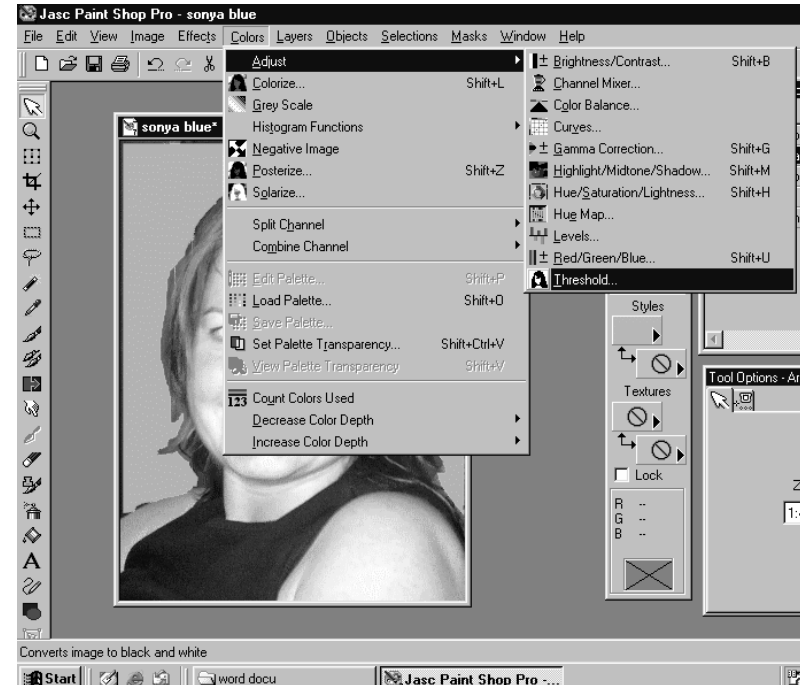 Jasc Paint Shop Pro - sonya blue
File Edit View Image Effects Colors Layers Objects Selections Masks Window Help
sonya blue*
Adjust
Colorize... Shift+L
Grey Scale
Histogram Functions
Negative Image
Posterize... Shift+Z
Solarize...
Split Channel
Combine Channel
Edit Palette... Shift+P
Load Palette... Shift+O
Save Palette...
Set Palette Transparency... Shift+Ctrl+V
View Palette Transparency Shift+V
Count Colors Used
Decrease Color Depth
Increase Color Depth
Brightness/Contrast... Shift+B
Channel Mixer...
Color Balance...
Curves...
Gamma Correction... Shift+G
Highlight/Midtone/Shadow... Shift+M
Hue/Saturation/Lightness... Shift+H
Hue Map...
Levels...
Red/Green/Blue... Shift+U
Threshold...
Styles
Textures
Lock
R --
G --
B --
Tool Options - Ar
Z
1:
Converts image to black and white
Start
word docu
Jasc Paint Shop Pro -...